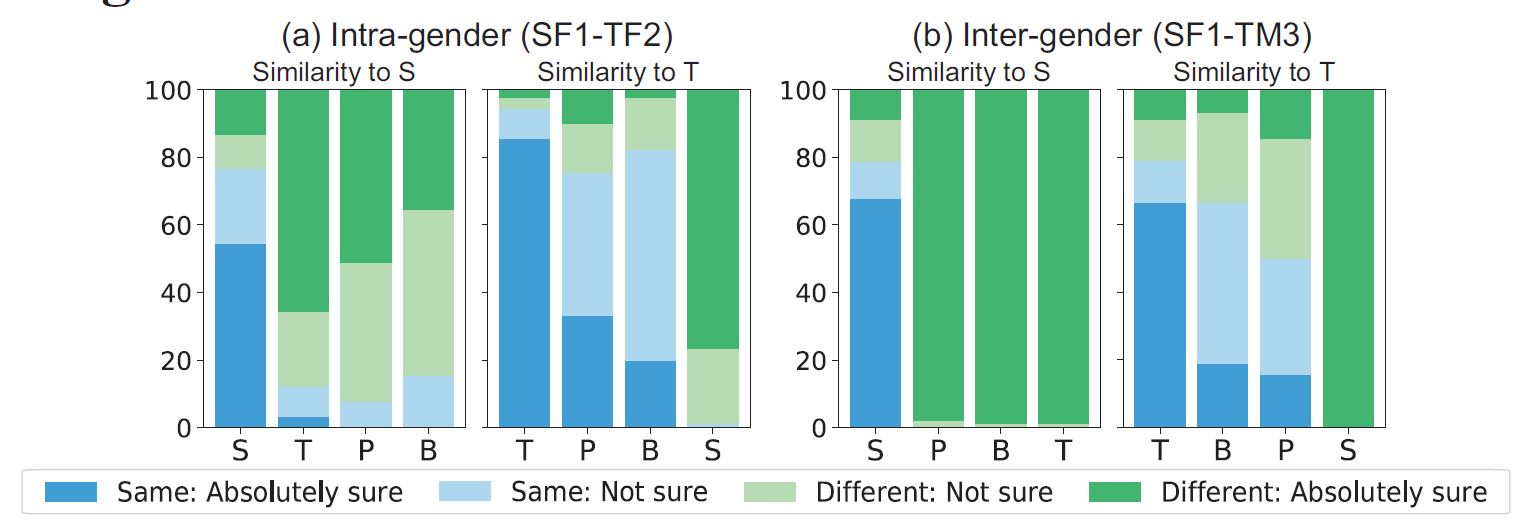 (a) Intra-gender (SF1-TF2)
(b) Inter-gender (SF1-TM3)
Similarity to S
Similarity to T
Similarity to S
Similarity to T
100
80
60
40
20
0
100
80
60
40
20
0
S T P B
T P B S
S P B T
T B P S
Same: Absolutely sure
Same: Not sure
Different: Not sure
Different: Absolutely sure